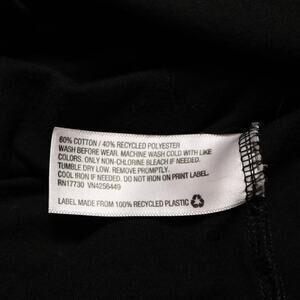 60% COTTON / 40% RECYCLED POLYESTER
WASH BEFORE WEAR. MACHINE WASH COLD WITH LIKE
COLORS. ONLY NON-CHLORINE BLEACH IF NEEDED.
TUMBLE DRY LOW. REMOVE PROMPTLY.
COOL IRON IF NEEDED. DO NOT IRON ON PRINT LABEL.
RN17730 VN4256449
LABEL MADE FROM 100% RECYCLED PLASTIC